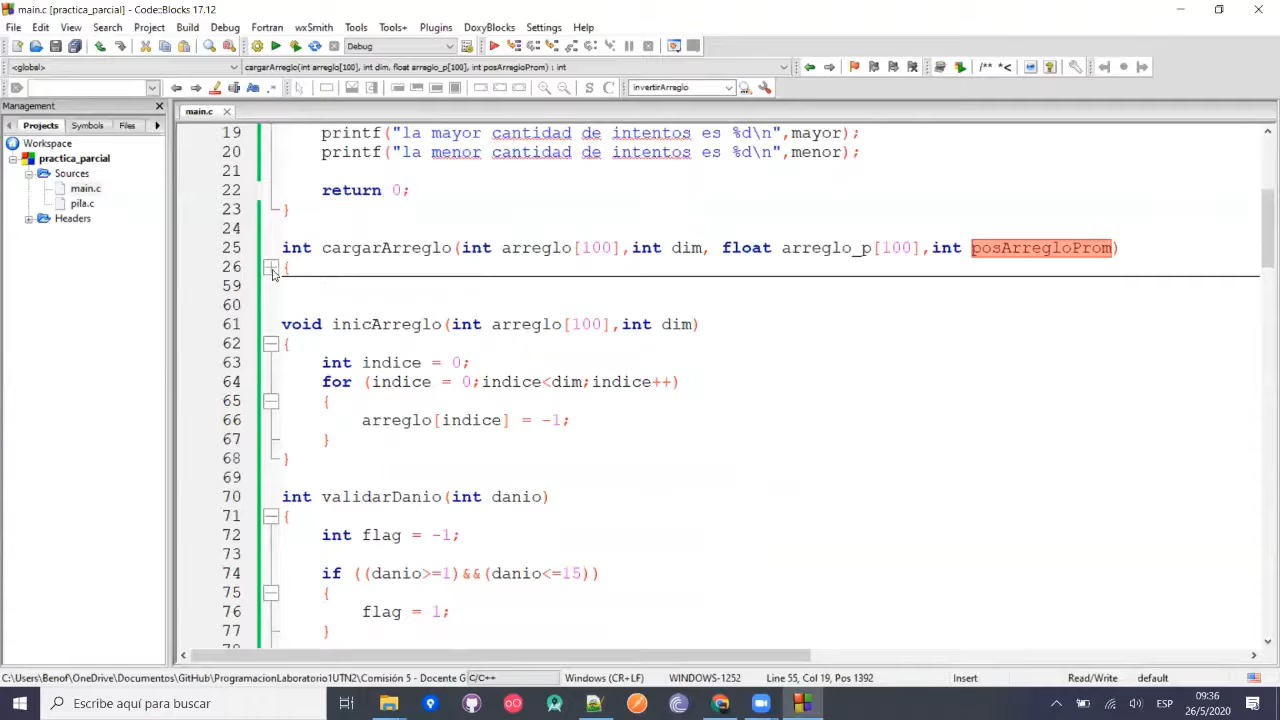 main.c [practica_parcial] - Code::Blocks 17.12
File Edit View Search Project Build Debug Fortran wxSmith Tools Tools+ Plugins DoxyBlocks Settings Help
Debug
<global> cargarArreglo(int arreglo[100], int dim, float arreglo_p[100], int posArregloProm) : int
/** *< 
Aa .* S C invertirArreglo
Management
main.c
Projects Symbols Files
Workspace
practica_parcial
Sources
main.c
pila.c
Headers
19 printf("la mayor cantidad de intentos es %d\n",mayor);
20 printf("la menor cantidad de intentos es %d\n",menor);
21
22 return 0;
23 }
24
25 int cargarArreglo(int arreglo[100],int dim, float arreglo_p[100],int posArregloProm)
26 {
59
60
61 void inicArreglo(int arreglo[100],int dim)
62 {
63 int indice = 0;
64 for (indice = 0;indice<dim;indice++)
65 {
66 arreglo[indice] = -1;
67 }
68 }
69
70 int validarDanio(int danio)
71 {
72 int flag = -1;
73
74 if ((danio>=1)&&(danio<=15))
75 {
76 flag = 1;
77 }
78
C:\Users\Benof\OneDrive\Documentos\GitHub\ProgramacionLaboratorio1UTN2\Comisión 5 - Docente G C/C++ Windows (CR+LF) WINDOWS-1252 Line 55, Col 19, Pos 1392 Insert Read/Write default
Escribe aquí para buscar
ESP
09:36
26/5/2020